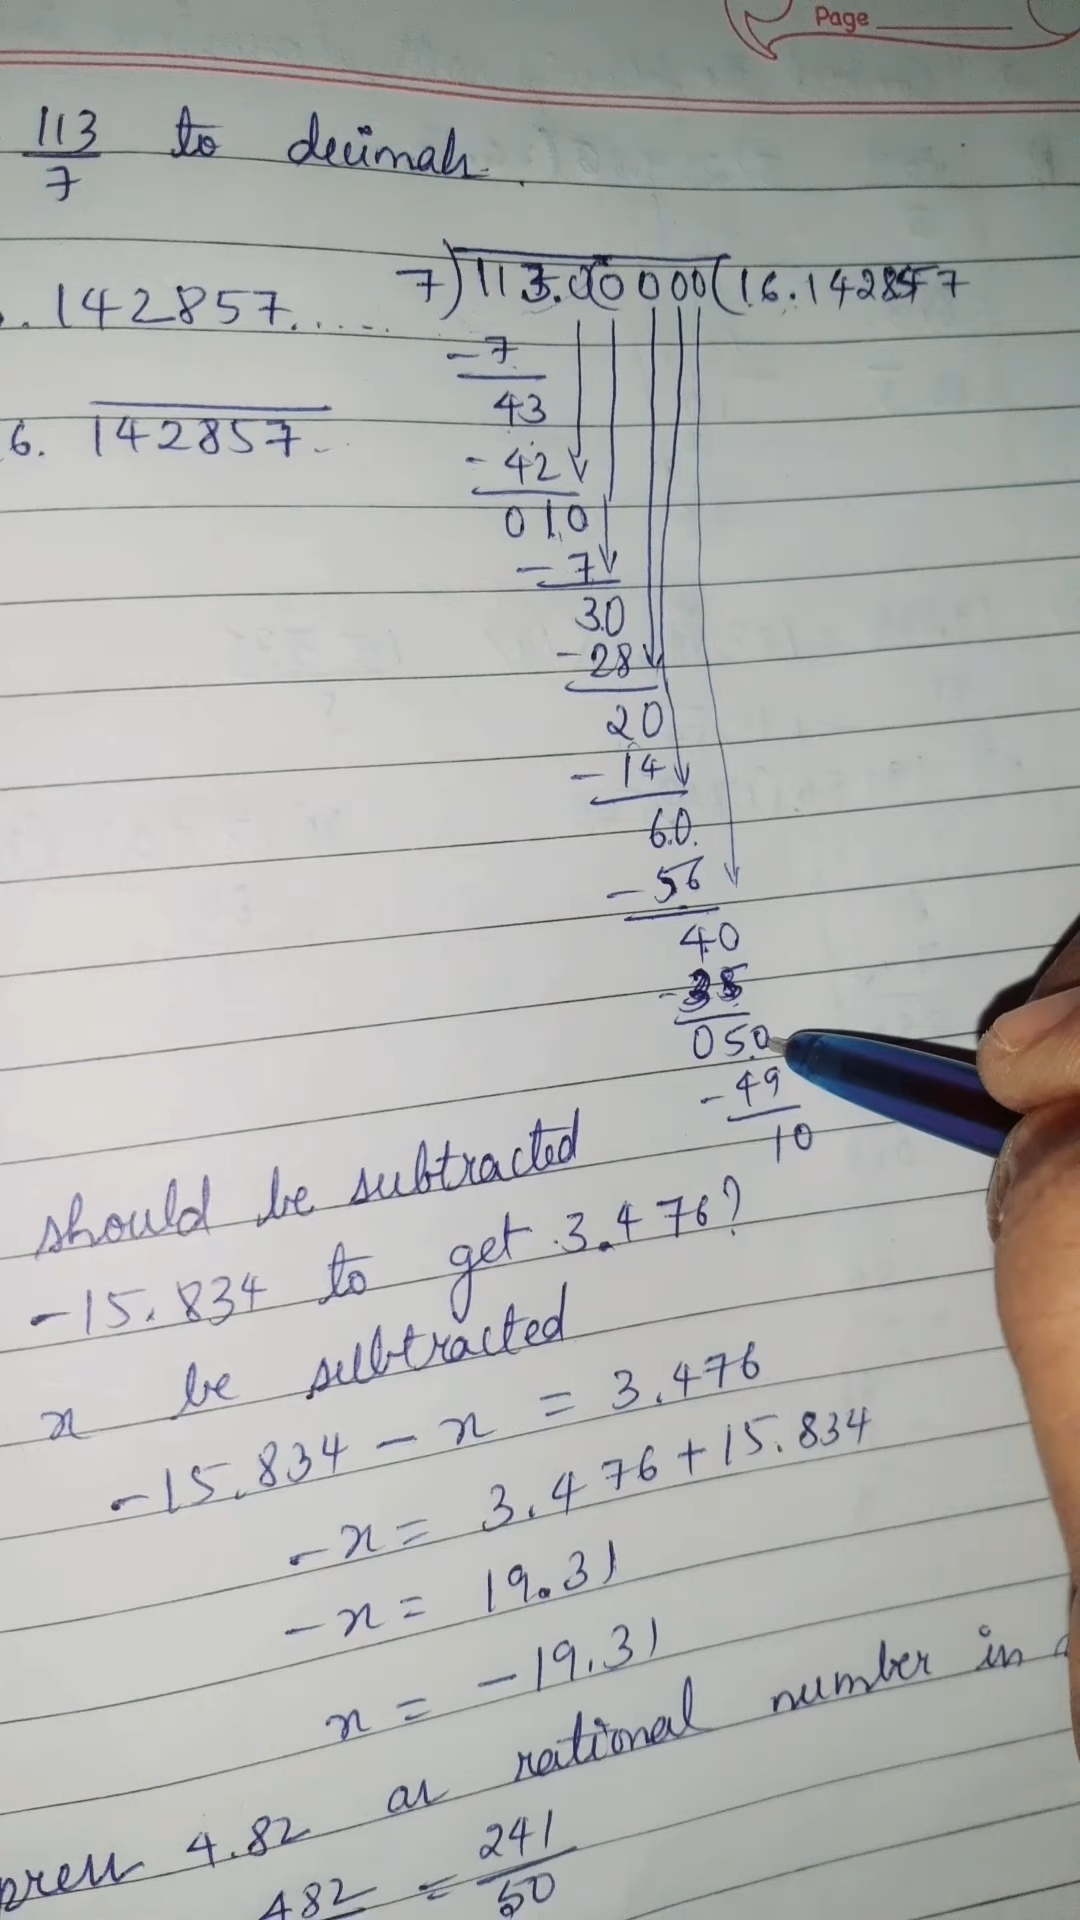 Page
113/7 to decimals.
7)113.00000(16.142857
.142857.....
-7
43
6. 142857
-42
010
-7
30
-28
20
-14
60
-56
40
-35
050
-49
10
should be subtracted
-15.834 to get 3.476?
x be subtracted
-15.834 - x = 3.476
-x = 3.476 + 15.834
-x = 19.31
x = -19.31
4.82 as rational number in
482 = 241/50